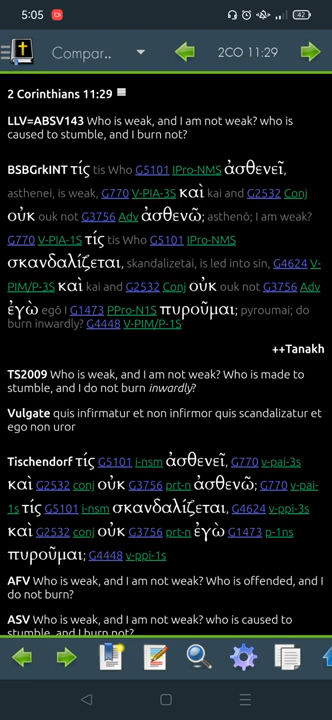 5:05
42
Compar..
2CO 11:29
2 Corinthians 11:29
LLV=ABSV143 Who is weak, and I am not weak? who is
caused to stumble, and I burn not?
BSBGrkINT τίς tis Who G5101 IPro-NMS ἀσθενεῖ,
asthenei, is weak, G770 V-PIA-3S καὶ kai and G2532 Conj
οὐκ ouk not G3756 Adv ἀσθενῶ; asthenō; I am weak?
G770 V-PIA-1S τίς tis Who G5101 IPro-NMS
σκανδαλίζεται, skandalizetai, is led into sin, G4624 V-
PIM/P-3S καὶ kai and G2532 Conj οὐκ ouk not G3756 Adv
ἐγὼ egō I G1473 PPro-N1S πυροῦμαι; pyroumai; do
burn inwardly? G4448 V-PIM/P-1S
++Tanakh
TS2009 Who is weak, and I am not weak? Who is made to
stumble, and I do not burn inwardly?
Vulgate quis infirmatur et non infirmor quis scandalizatur et
ego non uror
Tischendorf τίς G5101 i-nsm ἀσθενεῖ, G770 v-pai-3s
καὶ G2532 conj οὐκ G3756 prt-n ἀσθενῶ; G770 v-pai-
1s τίς G5101 i-nsm σκανδαλίζεται, G4624 v-ppi-3s
καὶ G2532 conj οὐκ G3756 prt-n ἐγὼ G1473 p-1ns
πυροῦμαι; G4448 v-ppi-1s
AFV Who is weak, and I am not weak? Who is offended, and I
do not burn?
ASV Who is weak, and I am not weak? who is caused to
stumble, and I burn not?